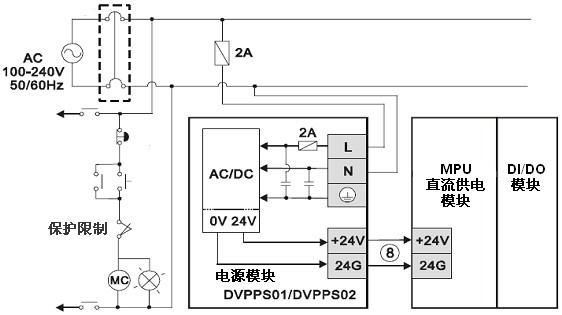 AC
100-240V
50/60Hz
2A
2A
L
N
AC/DC
0V 24V
+24V
24G
电源模块
DVPPS01/DVPPS02
8
MPU
直流供电
模块
DI/DO
模块
+24V
24G
保护限制
MC